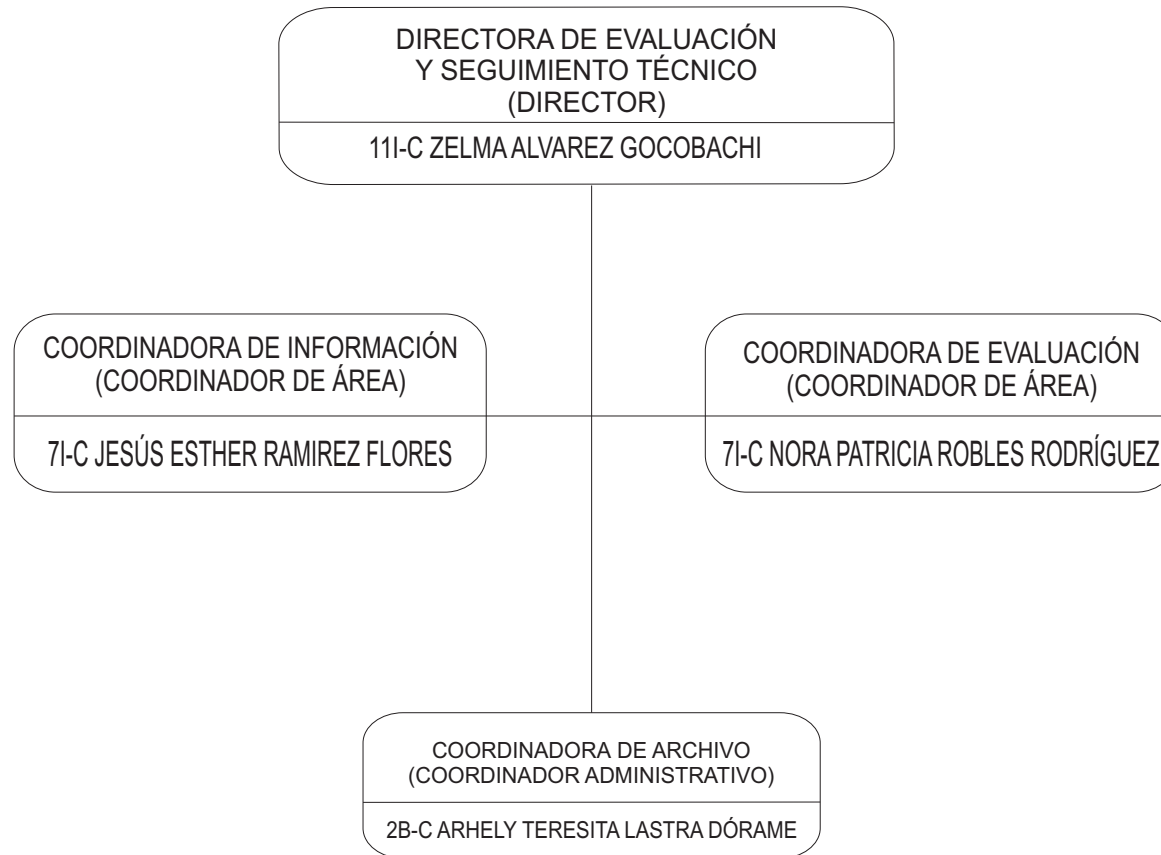 DIRECTORA DE EVALUACIÓN
Y SEGUIMIENTO TÉCNICO
(DIRECTOR)
11I-C ZELMA ALVAREZ GOCOBACHI
COORDINADORA DE INFORMACIÓN
(COORDINADOR DE ÁREA)
7I-C JESÚS ESTHER RAMIREZ FLORES
COORDINADORA DE EVALUACIÓN
(COORDINADOR DE ÁREA)
7I-C NORA PATRICIA ROBLES RODRÍGUEZ
COORDINADORA DE ARCHIVO
(COORDINADOR ADMINISTRATIVO)
2B-C ARHELY TERESITA LASTRA DÓRAME